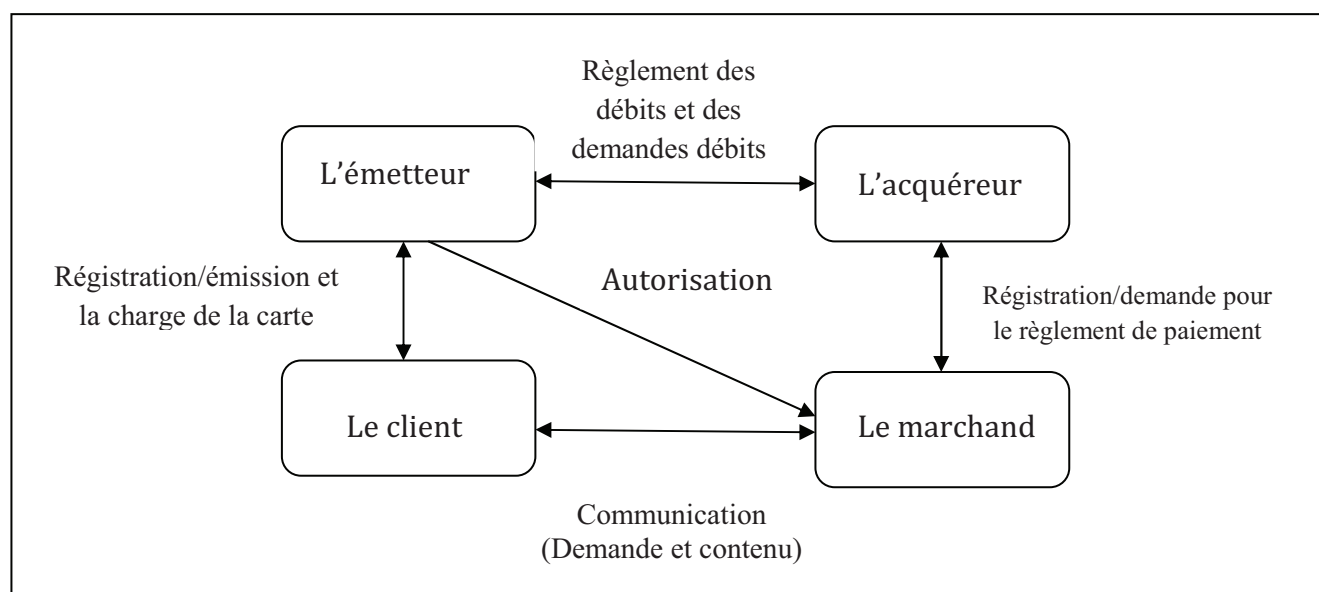 Règlement des
débits et des
demandes débits
L’émetteur
L’acquéreur
Régistration/émission et
la charge de la carte
Autorisation
Régistration/demande pour
le règlement de paiement
Le client
Le marchand
Communication
(Demande et contenu)